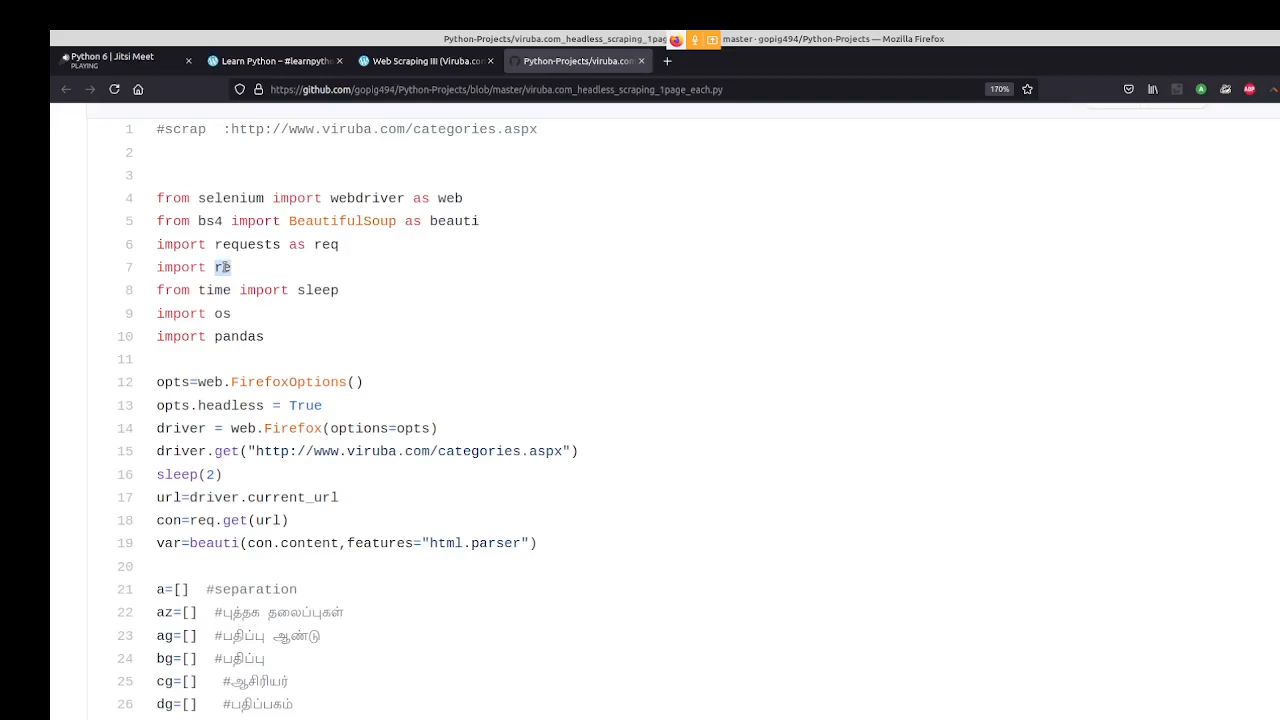 Python-Projects/viruba.com_headless_scraping_1pag master · gopig494/Python-Projects — Mozilla Firefox
Python 6 | Jitsi Meet
PLAYING
Learn Python – #learnpytho
Web Scraping III (Viruba.con
Python-Projects/viruba.com
https://github.com/gopig494/Python-Projects/blob/master/viruba.com_headless_scraping_1page_each.py
170%
1 #scrap  :http://www.viruba.com/categories.aspx
2
3
4 from selenium import webdriver as web
5 from bs4 import BeautifulSoup as beauti
6 import requests as req
7 import re
8 from time import sleep
9 import os
10 import pandas
11
12 opts=web.FirefoxOptions()
13 opts.headless = True
14 driver = web.Firefox(options=opts)
15 driver.get("http://www.viruba.com/categories.aspx")
16 sleep(2)
17 url=driver.current_url
18 con=req.get(url)
19 var=beauti(con.content,features="html.parser")
20
21 a=[]  #separation
22 az=[]  #புத்தக தலைப்புகள்
23 ag=[]  #பதிப்பு ஆண்டு
24 bg=[]  #பதிப்பு
25 cg=[]   #ஆசிரியர்
26 dg=[]   #பதிப்பகம்